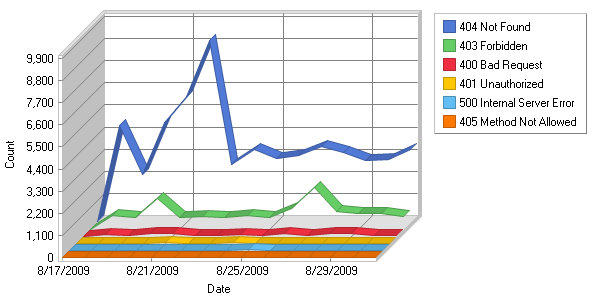 404 Not Found
403 Forbidden
400 Bad Request
401 Unauthorized
500 Internal Server Error
405 Method Not Allowed
Count
9,900
8,800
7,700
6,600
5,500
4,400
3,300
2,200
1,100
0
8/17/2009
8/21/2009
8/25/2009
8/29/2009
Date